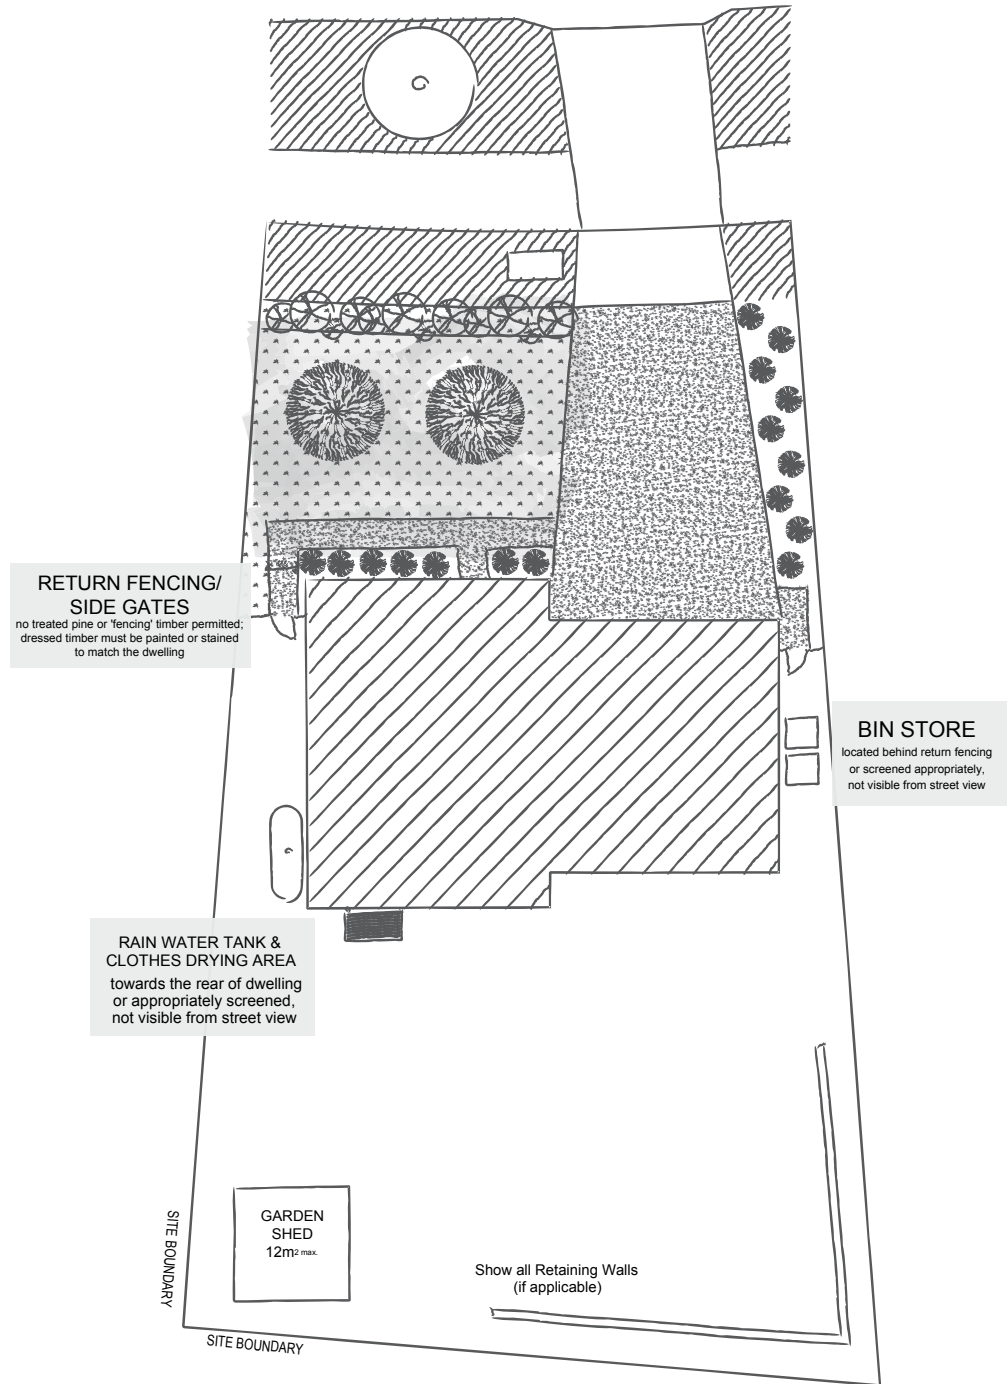 RETURN FENCING/
SIDE GATES
no treated pine or 'fencing' timber permitted;
dressed timber must be painted or stained
to match the dwelling
BIN STORE
located behind return fencing
or screened appropriately,
not visible from street view
RAIN WATER TANK &
CLOTHES DRYING AREA
towards the rear of dwelling
or appropriately screened,
not visible from street view
GARDEN
SHED
12m² max.
Show all Retaining Walls
(if applicable)
SITE BOUNDARY
SITE BOUNDARY